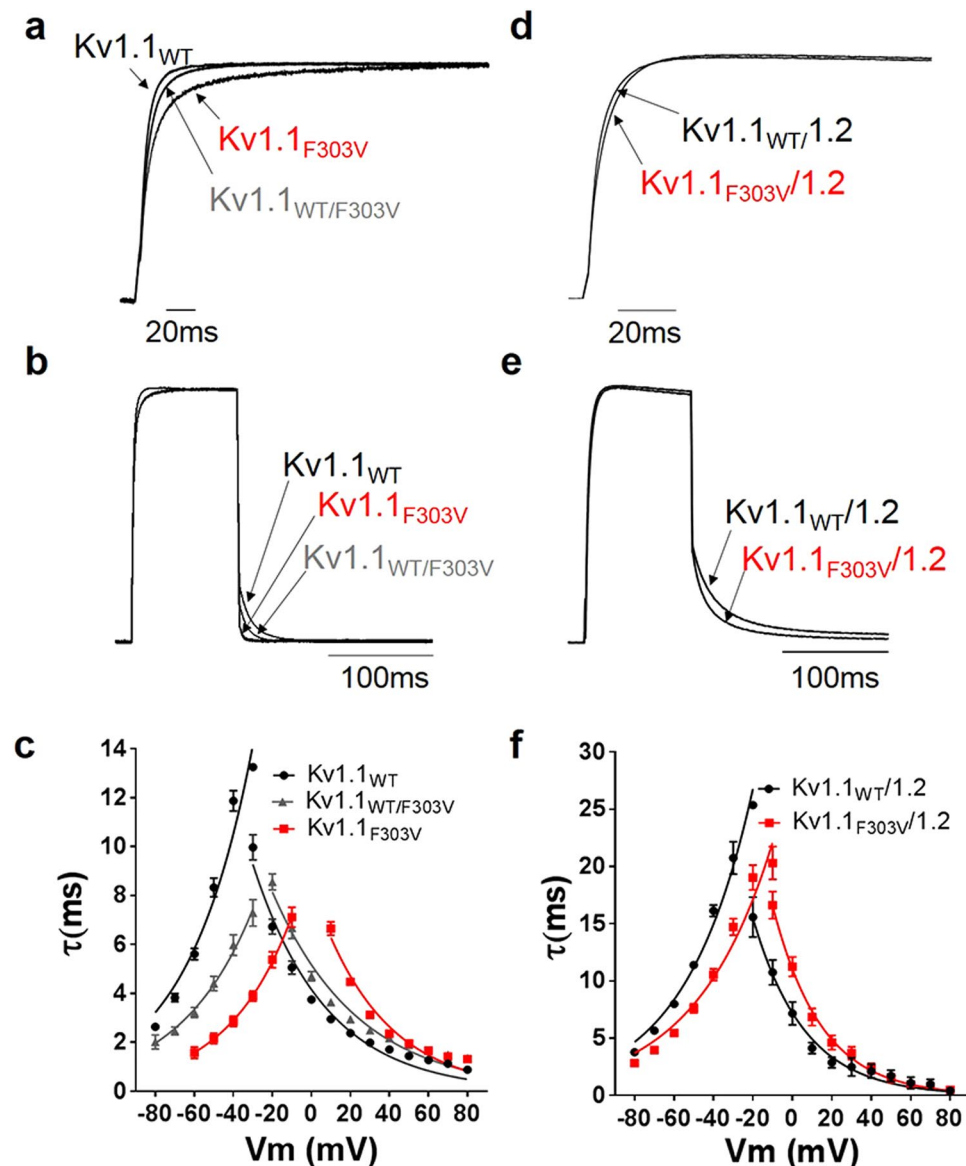 a
Kv1.1WT
Kv1.1F303V
Kv1.1WT/F303V
20ms
d
Kv1.1WT/1.2
Kv1.1F303V/1.2
20ms
b
Kv1.1WT
Kv1.1F303V
Kv1.1WT/F303V
100ms
e
Kv1.1WT/1.2
Kv1.1F303V/1.2
100ms
c
14
12
10
8
6
4
2
0
τ(ms)
Kv1.1WT
Kv1.1WT/F303V
Kv1.1F303V
-80 -60 -40 -20 0 20 40 60 80
Vm (mV)
f
30
25
20
15
10
5
0
τ(ms)
Kv1.1WT/1.2
Kv1.1F303V/1.2
-80 -60 -40 -20 0 20 40 60 80
Vm (mV)